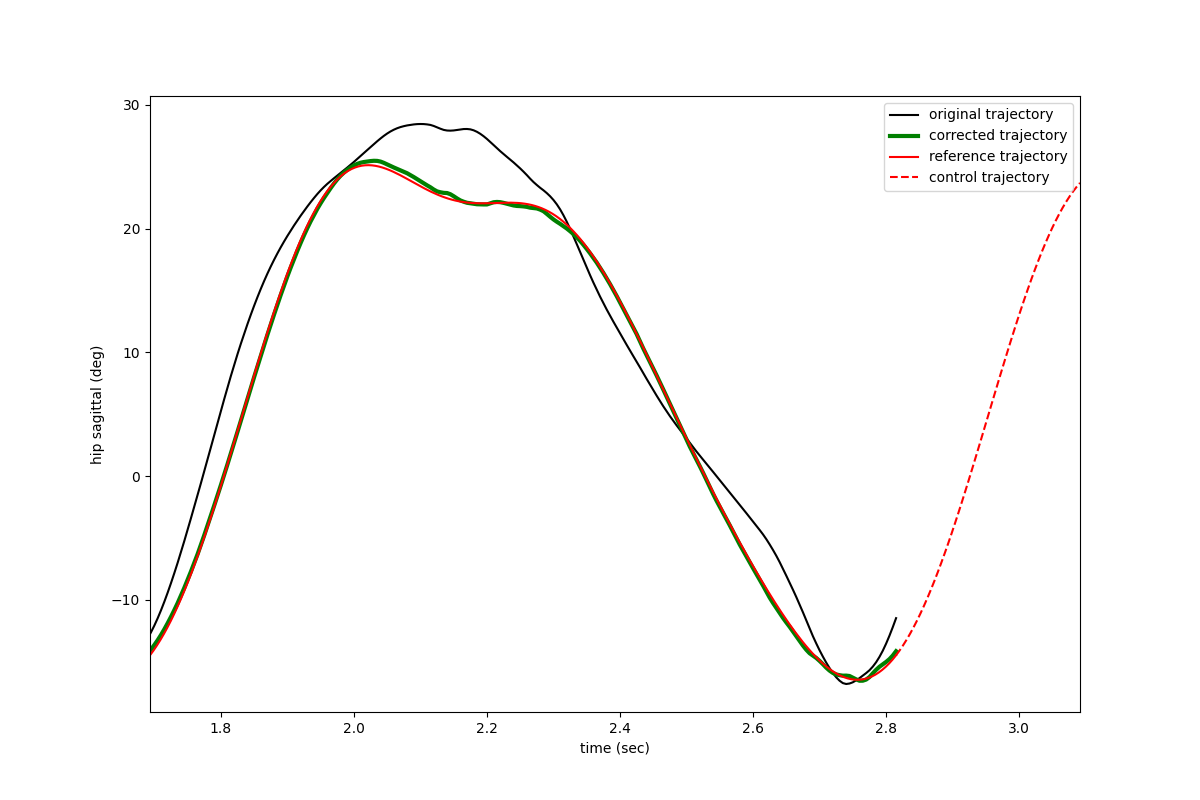 30
20
10
0
−10
hip sagittal (deg)
original trajectory
corrected trajectory
reference trajectory
control trajectory
1.8
2.0
2.2
2.4
2.6
2.8
3.0
time (sec)